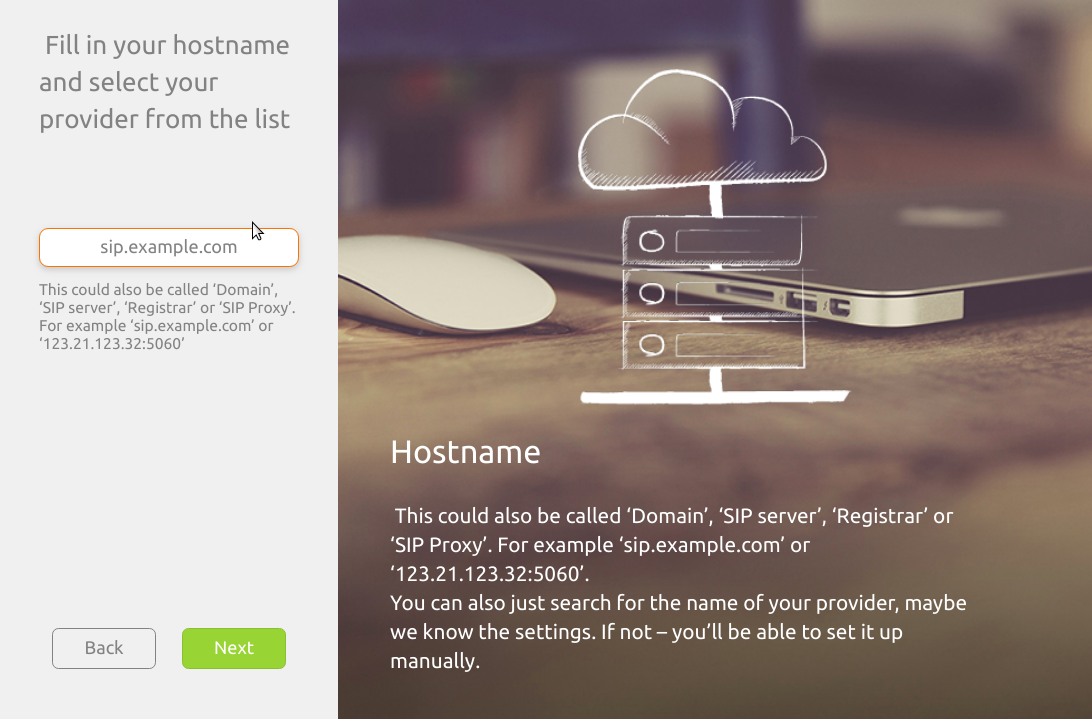 Fill in your hostname
and select your
provider from the list
sip.example.com
This could also be called ‘Domain’,
‘SIP server’, ‘Registrar’ or ‘SIP Proxy’.
For example ‘sip.example.com’ or
‘123.21.123.32:5060’
Back
Next
Hostname
This could also be called ‘Domain’, ‘SIP server’, ‘Registrar’ or
‘SIP Proxy’. For example ‘sip.example.com’ or
‘123.21.123.32:5060’.
You can also just search for the name of your provider, maybe
we know the settings. If not – you’ll be able to set it up
manually.